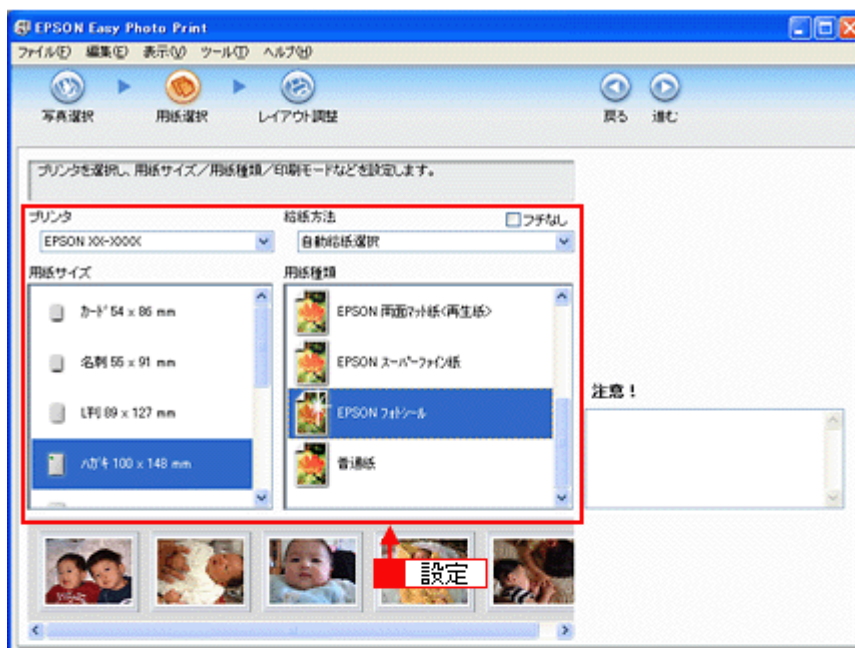 EPSON Easy Photo Print
ファイル(F) 編集(E) 表示(V) ツール(T) ヘルプ(H)
写真選択 用紙選択 レイアウト調整 戻る 進む
プリンタを選択し、用紙サイズ／用紙種類／印刷モードなどを設定します。
プリンタ 給紙方法 フチなし
EPSON XX-XXXX 自動給紙選択
用紙サイズ 用紙種類
ｶｰﾄﾞ 54 x 86 mm EPSON 両面ﾏｯﾄ紙<再生紙>
名刺 55 x 91 mm EPSON ｽｰﾊﾟｰﾌｧｲﾝ紙
L判 89 x 127 mm EPSON ﾌｫﾄｼｰﾙ
ﾊｶﾞｷ 100 x 148 mm 普通紙
注意！
設定